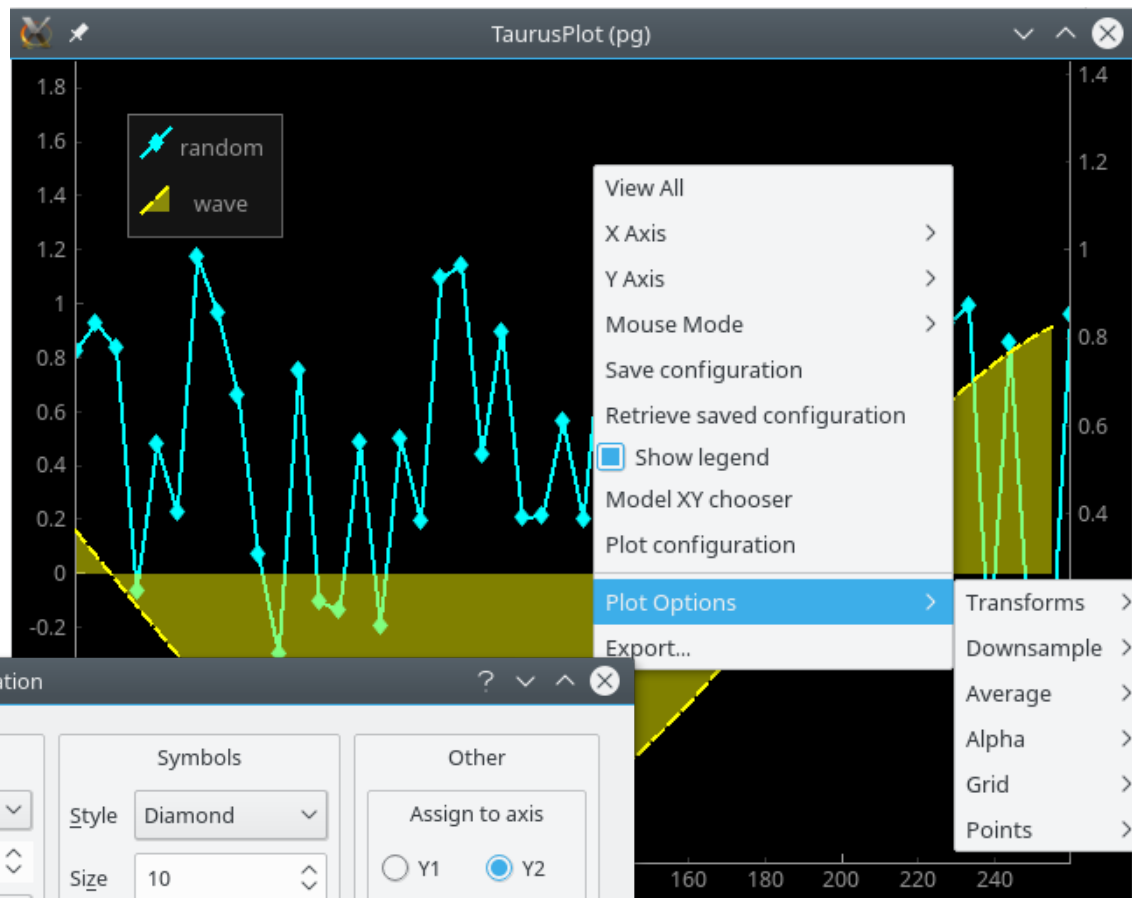 TaurusPlot (pg)
1.8
1.6
1.4
1.2
1
0.8
0.6
0.4
0.2
0
-0.2
random
wave
1.4
1.2
1
0.8
0.6
0.4
View All
X Axis
Y Axis
Mouse Mode
Save configuration
Retrieve saved configuration
Show legend
Model XY chooser
Plot configuration
Plot Options
Export...
Transforms
Downsample
Average
Alpha
Grid
Points
ation
?
Symbols
Style Diamond
Size 10
Other
Assign to axis
Y1 Y2
160 180 200 220 240